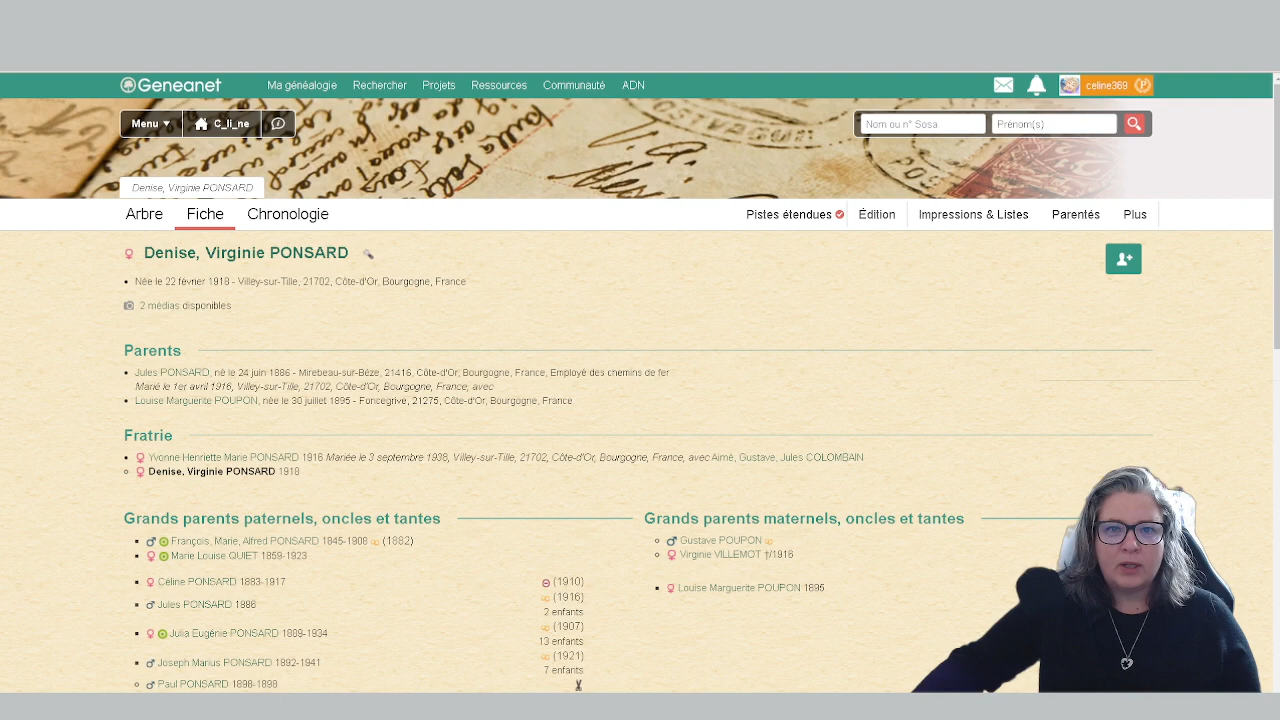 Geneanet
Ma généalogie Rechercher Projets Ressources Communauté ADN
celine369
Menu C_li_ne
Nom ou n° Sosa Prénom(s)
Denise, Virginie PONSARD
Arbre Fiche Chronologie
Pistes étendues Édition Impressions & Listes Parentés Plus
Denise, Virginie PONSARD
Née le 22 février 1918 - Villey-sur-Tille, 21702, Côte-d'Or, Bourgogne, France
2 médias disponibles
Parents
Jules PONSARD, né le 24 juin 1886 - Mirebeau-sur-Bèze, 21416, Côte-d'Or, Bourgogne, France, Employé des chemins de fer
Marié le 1er avril 1916, Villey-sur-Tille, 21702, Côte-d'Or, Bourgogne, France, avec
Louise Marguerite POUPON, née le 30 juillet 1895 - Foncegrive, 21275, Côte-d'Or, Bourgogne, France
Fratrie
Yvonne Henriette Marie PONSARD 1916 Mariée le 3 septembre 1938, Villey-sur-Tille, 21702, Côte-d'Or, Bourgogne, France, avec Aimé, Gustave, Jules COLOMBAIN
Denise, Virginie PONSARD 1918
Grands parents paternels, oncles et tantes
François, Marie, Alfred PONSARD 1845-1908 (1882)
Marie Louise QUIET 1859-1923
Céline PONSARD 1883-1917 (1910)
Jules PONSARD 1886 (1916)
2 enfants
Julia Eugénie PONSARD 1889-1934 (1907)
13 enfants
Joseph Marius PONSARD 1892-1941 (1921)
7 enfants
Paul PONSARD 1898-1898
Grands parents maternels, oncles et tantes
Gustave POUPON
Virginie VILLEMOT †/1916
Louise Marguerite POUPON 1895